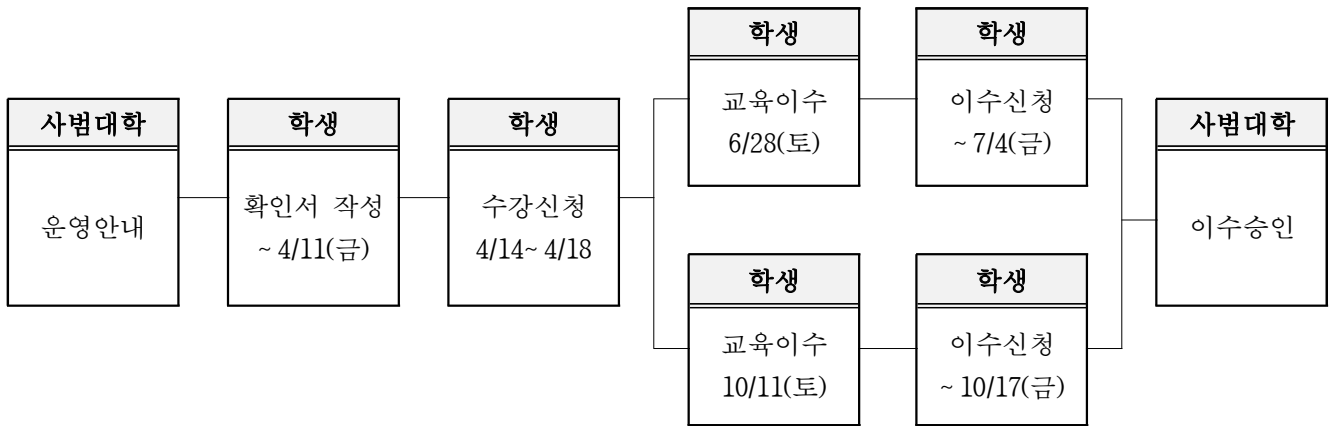 사범대학
운영안내
학생
확인서 작성
~ 4/11(금)
학생
수강신청
4/14~ 4/18
학생
교육이수
6/28(토)
학생
이수신청
~ 7/4(금)
학생
교육이수
10/11(토)
학생
이수신청
~ 10/17(금)
사범대학
이수승인